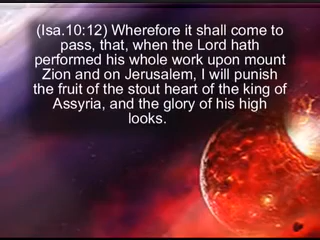 (Isa.10:12) Wherefore it shall come to
pass, that, when the Lord hath
performed his whole work upon mount
Zion and on Jerusalem, I will punish
the fruit of the stout heart of the king of
Assyria, and the glory of his high
looks.